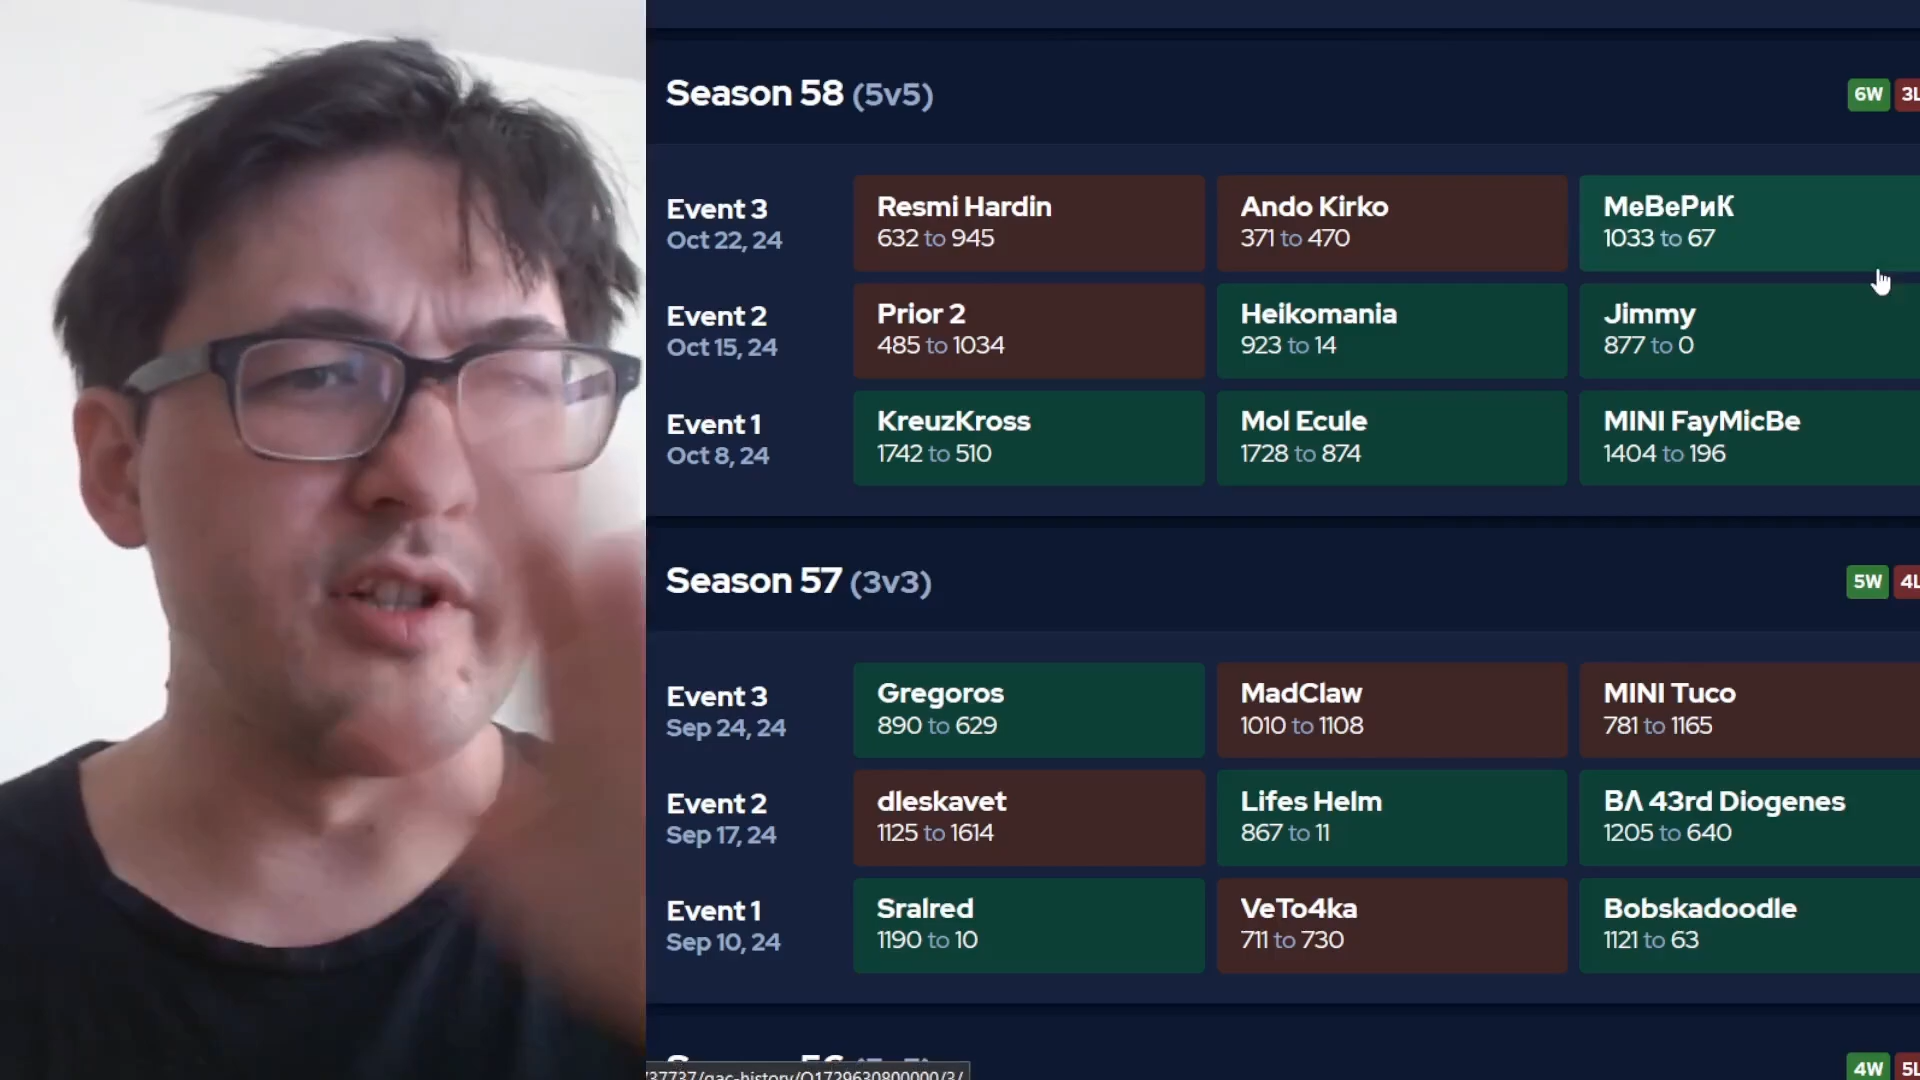 Season 58 (5v5)
6W 3L
Event 3
Oct 22, 24
Resmi Hardin
632 to 945
Ando Kirko
371 to 470
МеВеРиК
1033 to 67
Event 2
Oct 15, 24
Prior 2
485 to 1034
Heikomania
923 to 14
Jimmy
877 to 0
Event 1
Oct 8, 24
KreuzKross
1742 to 510
Mol Ecule
1728 to 874
MINI FayMicBe
1404 to 196
Season 57 (3v3)
5W 4L
Event 3
Sep 24, 24
Gregoros
890 to 629
MadClaw
1010 to 1108
MINI Tuco
781 to 1165
Event 2
Sep 17, 24
dleskavet
1125 to 1614
Lifes Helm
867 to 11
BΛ 43rd Diogenes
1205 to 640
Event 1
Sep 10, 24
Sralred
1190 to 10
VeTo4ka
711 to 730
Bobskadoodle
1121 to 63
4W 5L